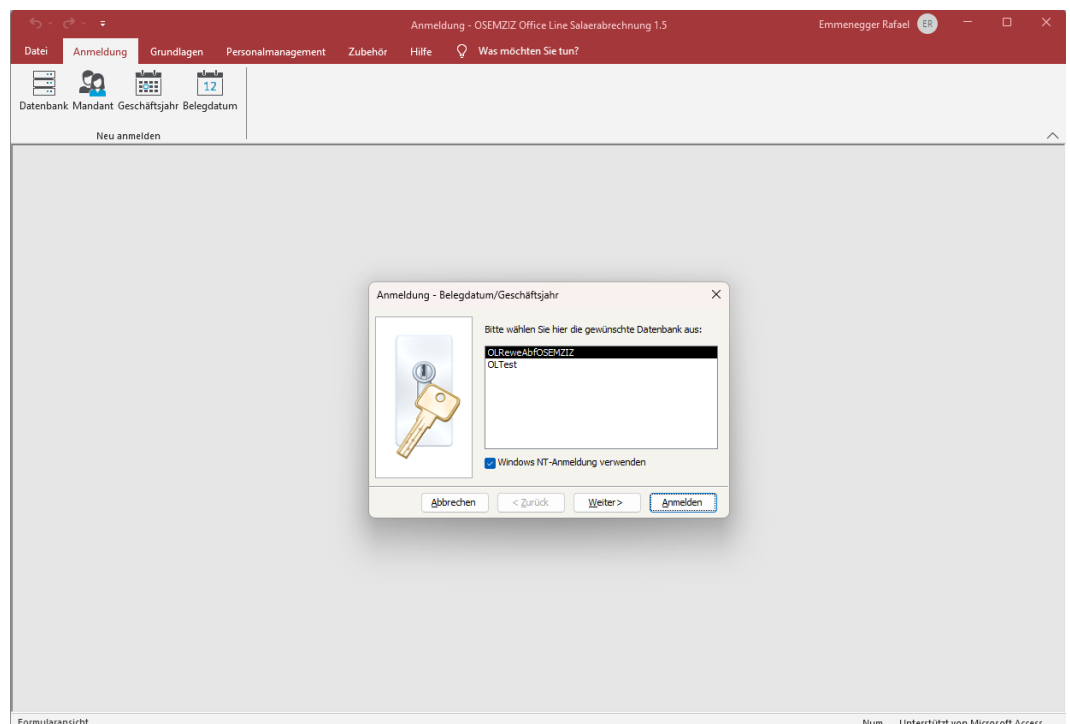 Anmeldung - OSEMZIZ Office Line Salaerabrechnung 1.5
Emmenegger Rafael ER
Datei Anmeldung Grundlagen Personalmanagement Zubehör Hilfe Was möchten Sie tun?
12
Datenbank Mandant Geschäftsjahr Belegdatum
Neu anmelden
Anmeldung - Belegdatum/Geschäftsjahr
Bitte wählen Sie hier die gewünschte Datenbank aus:
OLReweAbfOSEMZIZ
OLTest
Windows NT-Anmeldung verwenden
Abbrechen < Zurück Weiter > Anmelden
Formularansicht Num Unterstützt von Microsoft Access